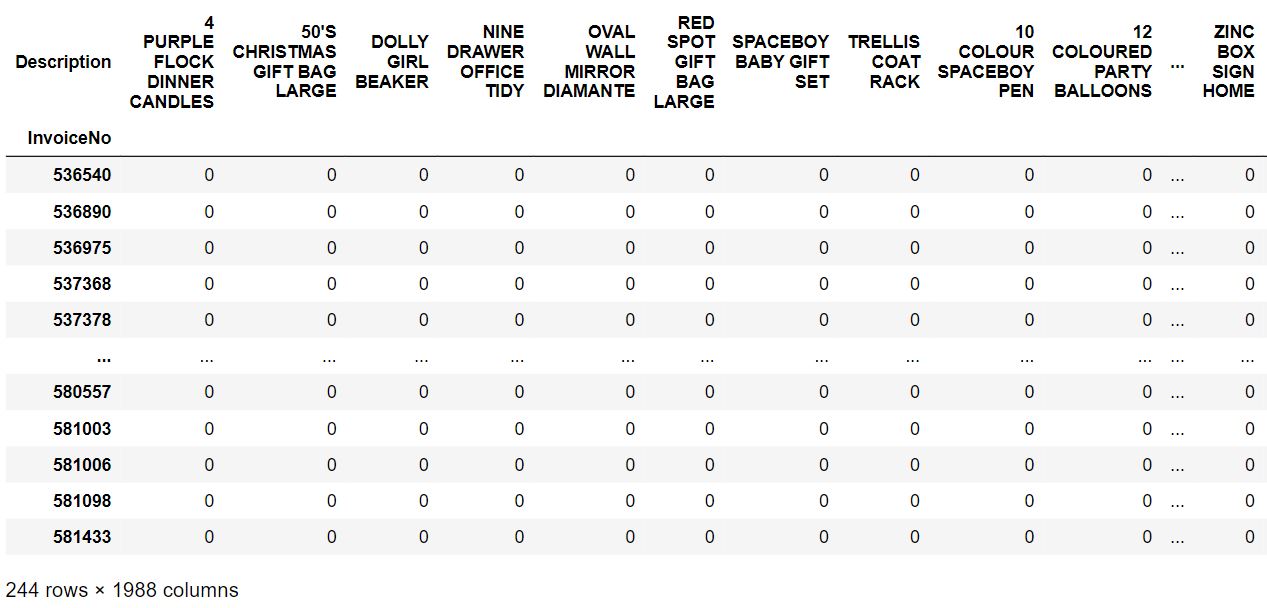 Description 4 PURPLE FLOCK DINNER CANDLES 50'S CHRISTMAS GIFT BAG LARGE DOLLY GIRL BEAKER NINE DRAWER OFFICE TIDY OVAL WALL MIRROR DIAMANTE RED SPOT GIFT BAG LARGE SPACEBOY BABY GIFT SET TRELLIS COAT RACK 10 COLOUR SPACEBOY PEN 12 COLOURED PARTY BALLOONS ... ZINC BOX SIGN HOME
InvoiceNo
536540 0 0 0 0 0 0 0 0 0 0 ... 0
536890 0 0 0 0 0 0 0 0 0 0 ... 0
536975 0 0 0 0 0 0 0 0 0 0 ... 0
537368 0 0 0 0 0 0 0 0 0 0 ... 0
537378 0 0 0 0 0 0 0 0 0 0 ... 0
... ... ... ... ... ... ... ... ... ... ... ... ...
580557 0 0 0 0 0 0 0 0 0 0 ... 0
581003 0 0 0 0 0 0 0 0 0 0 ... 0
581006 0 0 0 0 0 0 0 0 0 0 ... 0
581098 0 0 0 0 0 0 0 0 0 0 ... 0
581433 0 0 0 0 0 0 0 0 0 0 ... 0
244 rows × 1988 columns